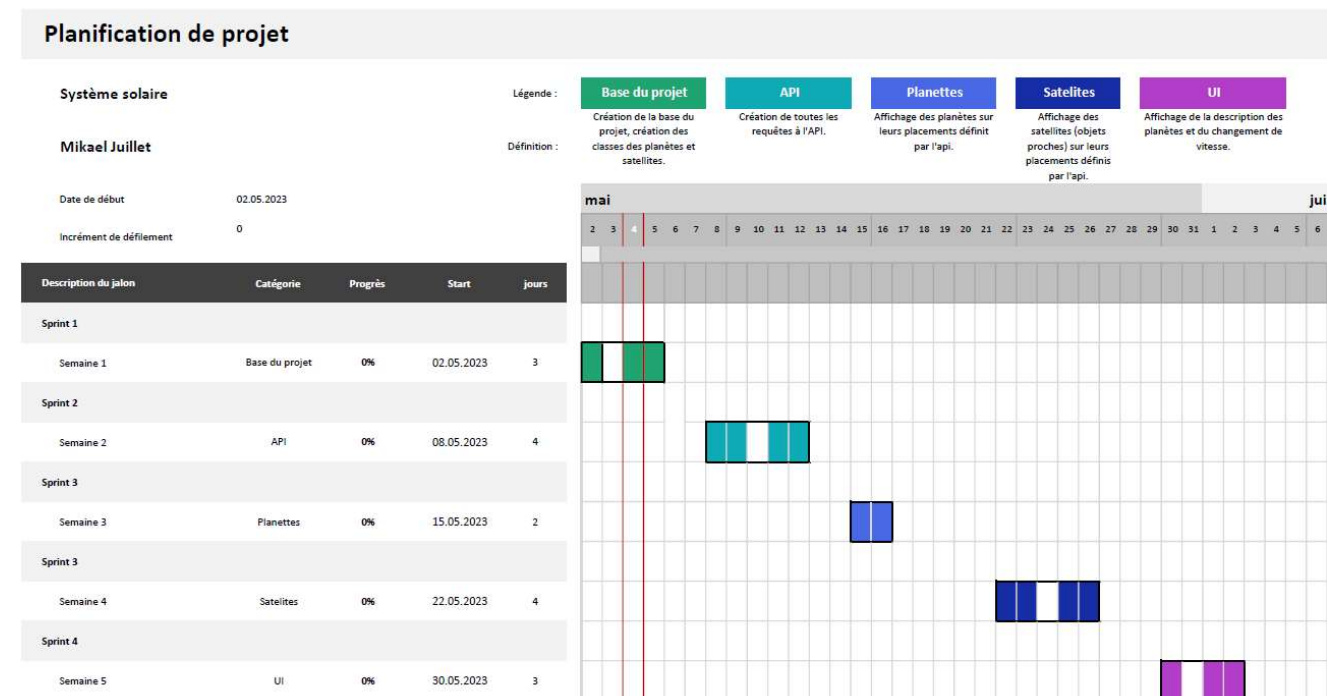 Planification de projet
Système solaire
Légende :
Base du projet
API
Planettes
Satelites
UI
Création de la base du
projet, création des
classes des planètes et
satellites.
Création de toutes les
requêtes à l'API.
Affichage des planètes sur
leurs placements définit
par l'api.
Affichage des
satellites (objets
proches) sur leurs
placements définis
par l'api.
Affichage de la description des
planètes et du changement de
vitesse.
Mikael Juillet
Définition :
Date de début 02.05.2023
Incrément de défilement 0
mai jui
2 3 4 5 6 7 8 9 10 11 12 13 14 15 16 17 18 19 20 21 22 23 24 25 26 27 28 29 30 31 1 2 3 4 5 6
Description du jalon Catégorie Progrès Start jours
Sprint 1
Semaine 1 Base du projet 0% 02.05.2023 3
Sprint 2
Semaine 2 API 0% 08.05.2023 4
Sprint 3
Semaine 3 Planettes 0% 15.05.2023 2
Sprint 3
Semaine 4 Satelites 0% 22.05.2023 4
Sprint 4
Semaine 5 UI 0% 30.05.2023 3